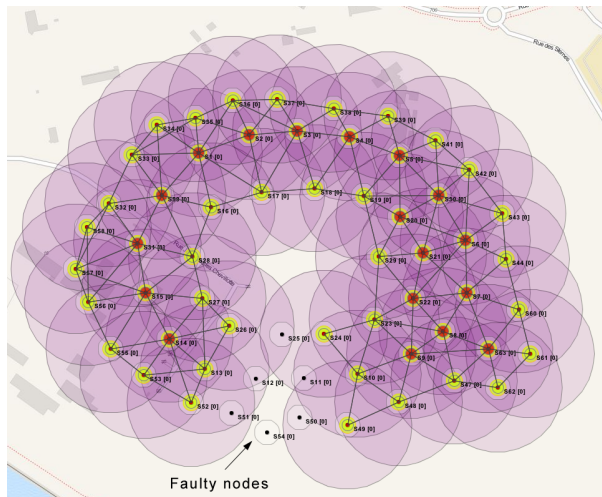 Rue des
S36 [0]
S37 [0]
S38 [0]
S39 [0]
S35 [0]
S34 [0]
S2 [0]
S3 [0]
S4 [0]
S41 [0]
S33 [0]
S1 [0]
S5 [0]
S42 [0]
S59 [0]
S17 [0]
S18 [0]
S19 [0]
S30 [0]
S32 [0]
S16 [0]
S20 [0]
S43 [0]
S58 [0]
S31 [0]
S6 [0]
S28 [0]
S29 [0]
S21 [0]
S44 [0]
S57 [0]
S15 [0]
S27 [0]
S22 [0]
S7 [0]
S56 [0]
S60 [0]
S26 [0]
S25 [0]
S24 [0]
S23 [0]
S8 [0]
S14 [0]
S55 [0]
S9 [0]
S63 [0]
S61 [0]
S53 [0]
S13 [0]
S12 [0]
S11 [0]
S10 [0]
S47 [0]
S62 [0]
S52 [0]
S51 [0]
S50 [0]
S48 [0]
S49 [0]
S54 [0]
Faulty nodes